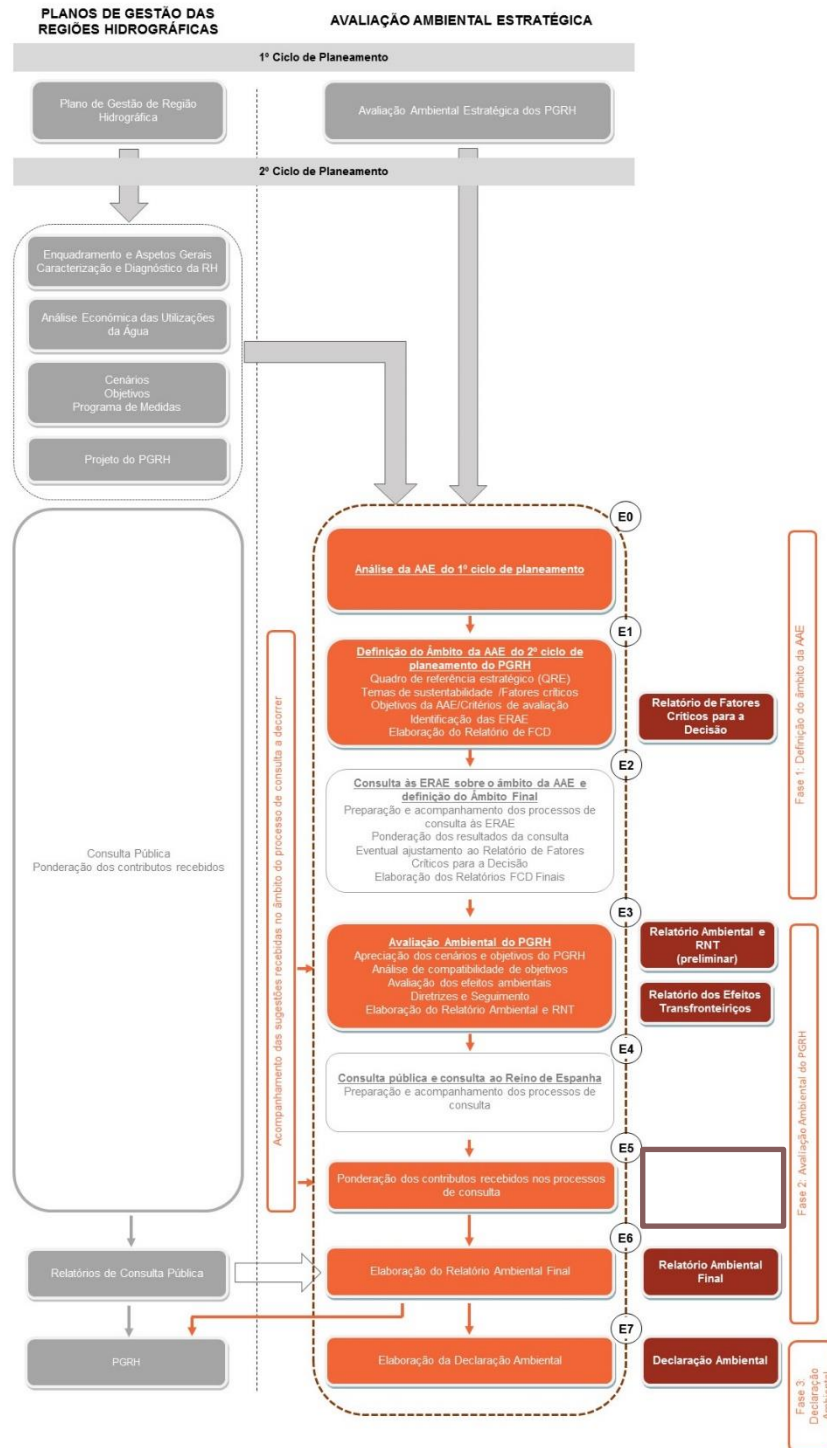 PLANOS DE GESTÃO DAS
REGIÕES HIDROGRÁFICAS
AVALIAÇÃO AMBIENTAL ESTRATÉGICA
1º Ciclo de Planeamento
Plano de Gestão de Região
Hidrográfica
Avaliação Ambiental Estratégica dos PGRH
2º Ciclo de Planeamento
Enquadramento e Aspetos Gerais
Caracterização e Diagnóstico da RH
Análise Económica das Utilizações
da Água
Cenários
Objetivos
Programa de Medidas
Projeto do PGRH
Consulta Pública
Ponderação dos contributos recebidos
Relatórios de Consulta Pública
PGRH
Acompanhamento das sugestões recebidas no âmbito do processo de consulta a decorrer
E0
Análise da AAE do 1º ciclo de planeamento
E1
Definição do Âmbito da AAE do 2º ciclo de
planeamento do PGRH
Quadro de referência estratégico (QRE)
Temas de sustentabilidade /Fatores críticos
Objetivos da AAE/Critérios de avaliação
Identificação das ERAE
Elaboração do Relatório de FCD
Relatório de Fatores
Críticos para a
Decisão
E2
Consulta às ERAE sobre o âmbito da AAE e
definição do Âmbito Final
Preparação e acompanhamento dos processos de
consulta às ERAE
Ponderação dos resultados da consulta
Eventual ajustamento ao Relatório de Fatores
Críticos para a Decisão
Elaboração dos Relatórios FCD Finais
E3
Avaliação Ambiental do PGRH
Apreciação dos cenários e objetivos do PGRH
Análise de compatibilidade de objetivos
Avaliação dos efeitos ambientais
Diretrizes e Seguimento
Elaboração do Relatório Ambiental e RNT
Relatório Ambiental e
RNT
(preliminar)
Relatório dos Efeitos
Transfronteiriços
E4
Consulta pública e consulta ao Reino de Espanha
Preparação e acompanhamento dos processos de
consulta
E5
Ponderação dos contributos recebidos nos processos
de consulta
E6
Elaboração do Relatório Ambiental Final
Relatório Ambiental
Final
E7
Elaboração da Declaração Ambiental
Declaração Ambiental
Fase 1: Definição do âmbito da AAE
Fase 2: Avaliação Ambiental do PGRH
Fase 3:
Declaração
Ambiental